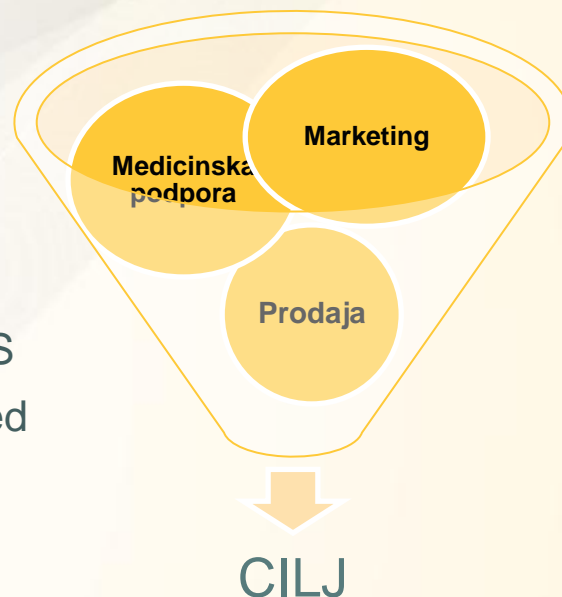 Marketing
Medicinska
podpora
Prodaja
S
ed
CILJ